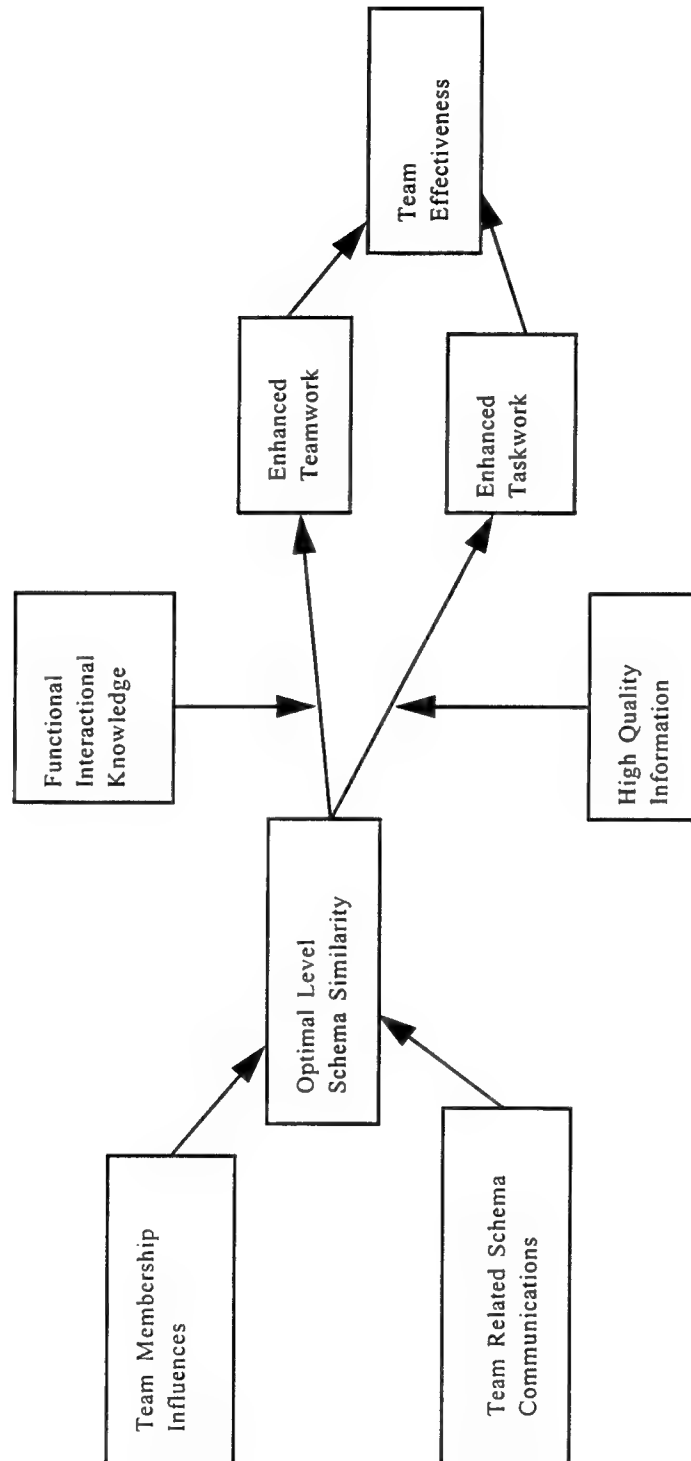 Team Membership
Influences
Team Related Schema
Communications
Optimal Level
Schema Similarity
Functional
Interactional
Knowledge
High Quality
Information
Enhanced
Teamwork
Enhanced
Taskwork
Team
Effectiveness